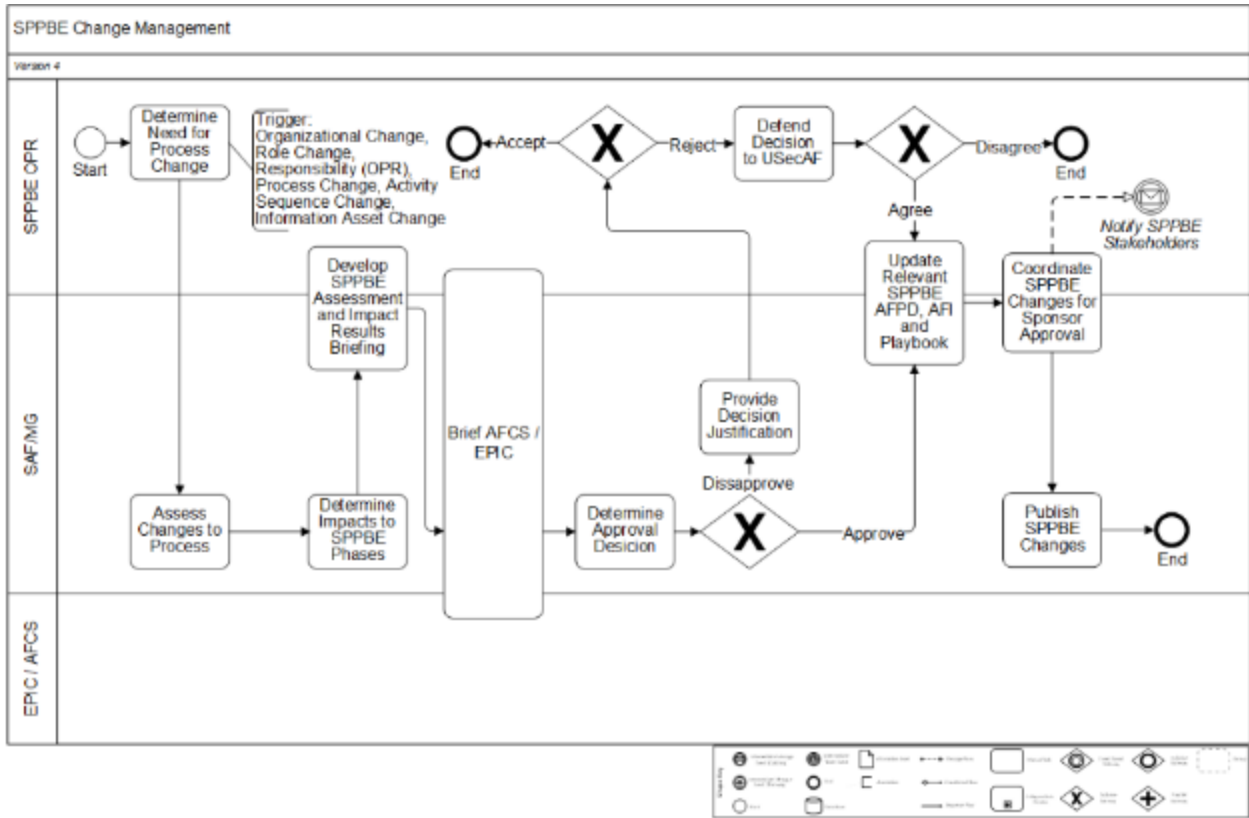 SPPBE Change Management
Version 4
SPPBE OPR
Start
Determine
Need for
Process
Change
Trigger:
Organizational Change,
Role Change,
Responsibility (OPR),
Process Change, Activity
Sequence Change,
Information Asset Change
End
Accept
X
Reject
Defend
Decision
to USecAF
X
Disagree
End
Agree
Notify SPPBE
Stakeholders
Develop
SPPBE
Assessment
and Impact
Results
Briefing
Update
Relevant
SPPBE
AFPD, AFI
and
Playbook
Coordinate
SPPBE
Changes for
Sponsor
Approval
SAF/MG
Brief AFCS /
EPIC
Provide
Decision
Justification
Dissapprove
Assess
Changes to
Process
Determine
Impacts to
SPPBE
Phases
Determine
Approval
Desicion
X
Approve
Publish
SPPBE
Changes
End
EPIC / AFCS
X